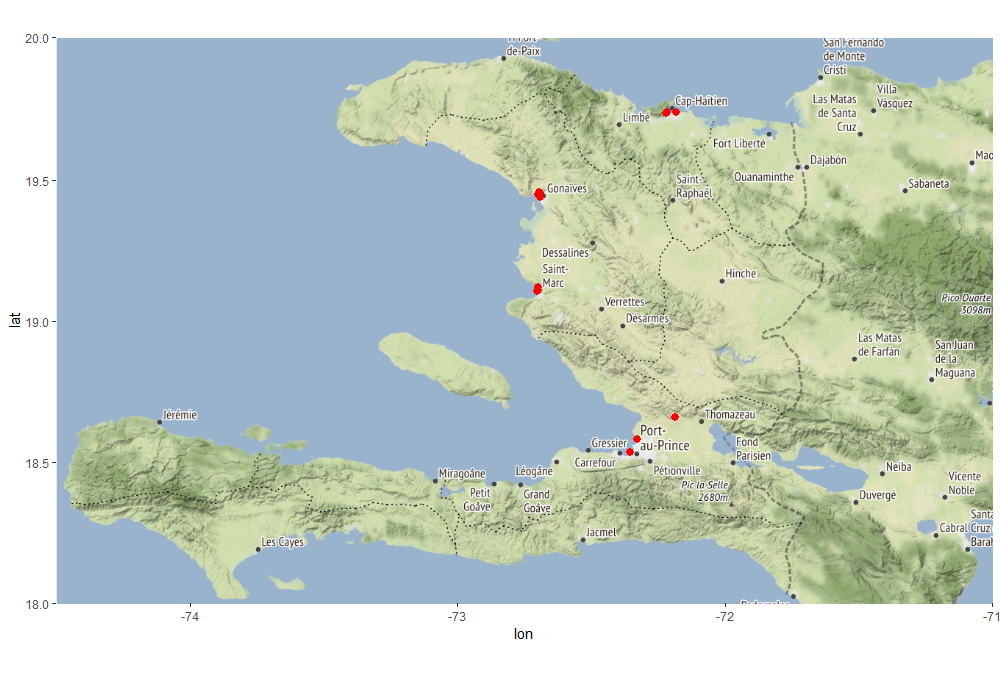 20.0
19.5
19.0
18.5
18.0
lat
-74
-73
-72
-71
lon
de-Paix
San Fernando
de Monte
Cristi
Cap-Haïtien
Limbé
Las Matas
de Santa
Cruz
Villa
Vásquez
Fort Liberté
Ouanaminthe
Dajabón
Mao
Sabaneta
Gonaïves
Saint-
Raphaël
Dessalines
Saint-
Marc
Hinche
Verrettes
Désarmes
Pico Duarte
3098m
Las Matas
de Farfán
San Juan
de la
Maguana
Jérémie
Thomazeau
Port-
au-Prince
Gressier
Carrefour
Pétionville
Fond
Parisien
Miragoâne
Léogâne
Petit
Goâve
Grand
Goâve
Pic la Selle
2680m
Neiba
Vicente
Noble
Duvergé
Santa
Cruz
Barah
Cabral
Jacmel
Les Cayes